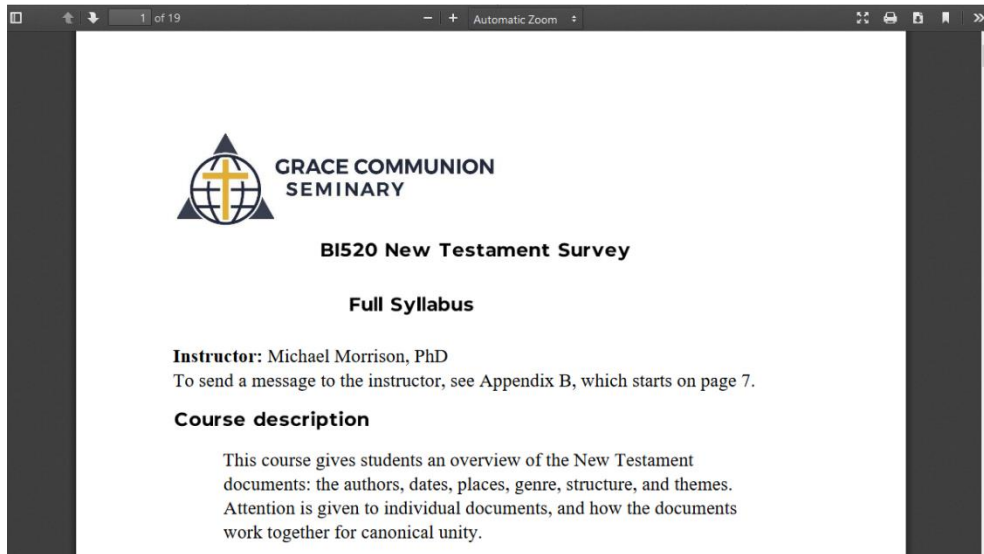 1 of 19 − + Automatic Zoom
GRACE COMMUNION
SEMINARY
BI520 New Testament Survey
Full Syllabus
Instructor: Michael Morrison, PhD
To send a message to the instructor, see Appendix B, which starts on page 7.
Course description
This course gives students an overview of the New Testament
documents: the authors, dates, places, genre, structure, and themes.
Attention is given to individual documents, and how the documents
work together for canonical unity.